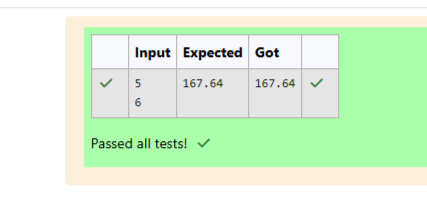 Input Expected Got
5 167.64 167.64
6
Passed all tests!